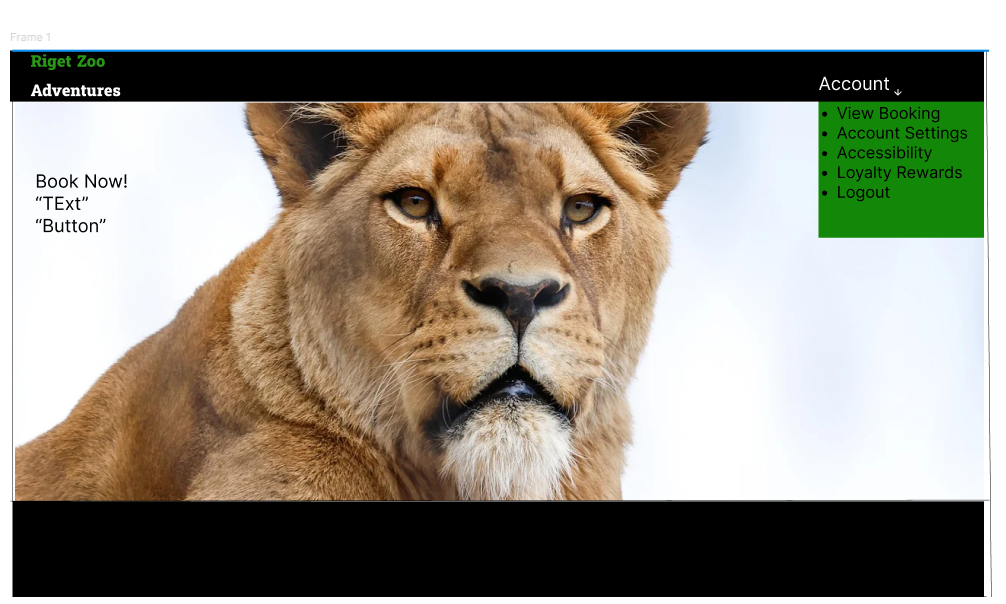 Frame 1
Riget Zoo
Adventures
Account ↓
• View Booking
• Account Settings
• Accessibility
• Loyalty Rewards
• Logout
Book Now!
“TExt”
“Button”